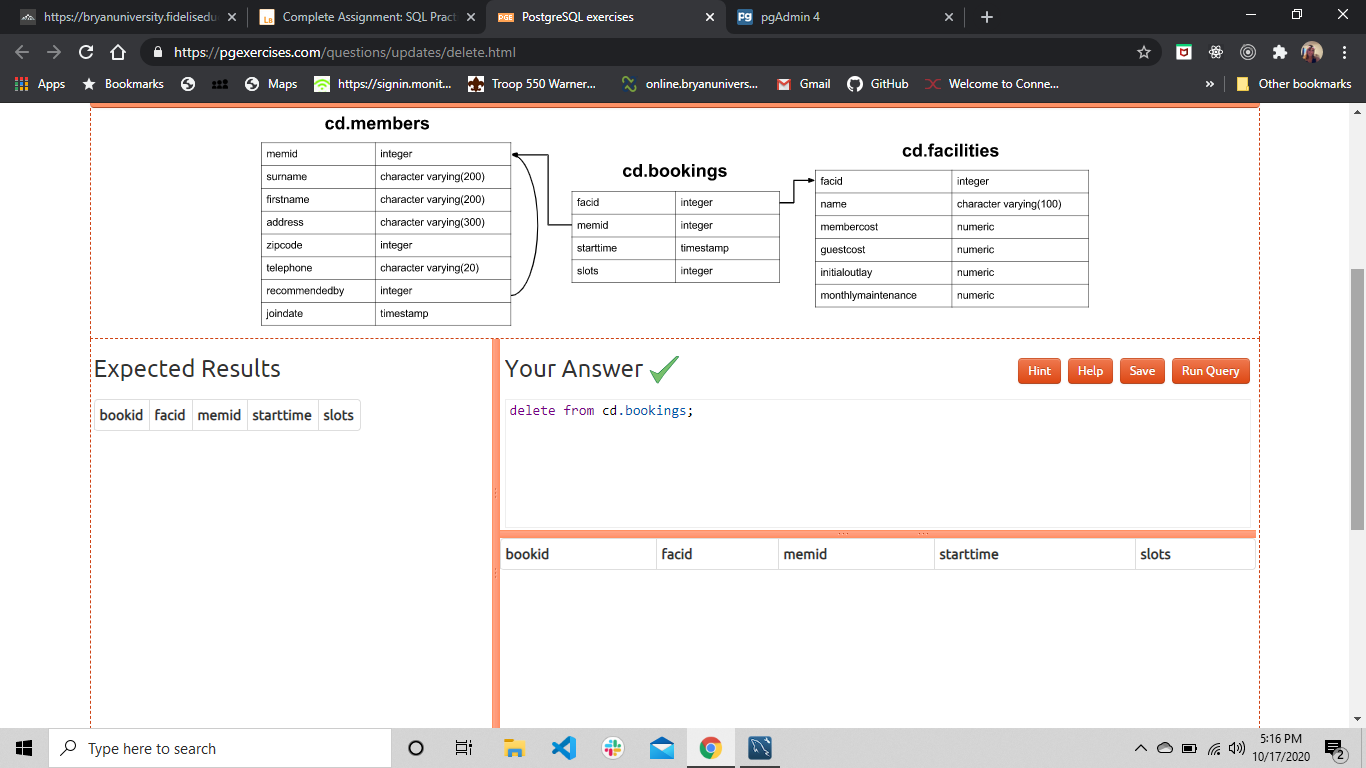 https://bryanuniversity.fidelisedu
Complete Assignment: SQL Pract
PostgreSQL exercises
pgAdmin 4
https://pgexercises.com/questions/updates/delete.html
Apps Bookmarks Maps https://signin.monit... Troop 550 Warner... online.bryanunivers... Gmail GitHub Welcome to Conne... » Other bookmarks
cd.members
memid integer
surname character varying(200)
firstname character varying(200)
address character varying(300)
zipcode integer
telephone character varying(20)
recommendedby integer
joindate timestamp
cd.bookings
facid integer
memid integer
starttime timestamp
slots integer
cd.facilities
facid integer
name character varying(100)
membercost numeric
guestcost numeric
initialoutlay numeric
monthlymaintenance numeric
Expected Results
bookid facid memid starttime slots
Your Answer
Hint Help Save Run Query
delete from cd.bookings;
bookid facid memid starttime slots
Type here to search
5:16 PM
10/17/2020
2